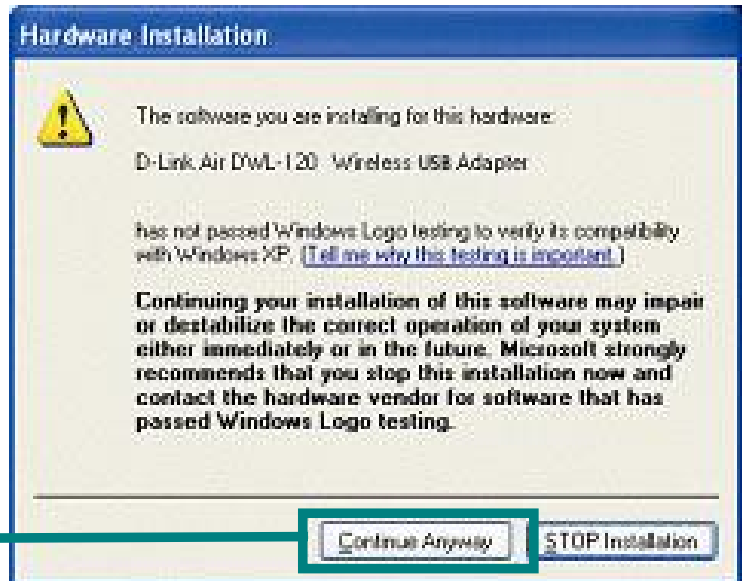 Hardware Installation
The software you are installing for this hardware:
D-Link Air DWL-120 Wireless USB Adapter
has not passed Windows Logo testing to verify its compatibility
with Windows XP. (Tell me why this testing is important.)
Continuing your installation of this software may impair
or destabilize the correct operation of your system
either immediately or in the future. Microsoft strongly
recommends that you stop this installation now and
contact the hardware vendor for software that has
passed Windows Logo testing.
Continue Anyway
STOP Installation